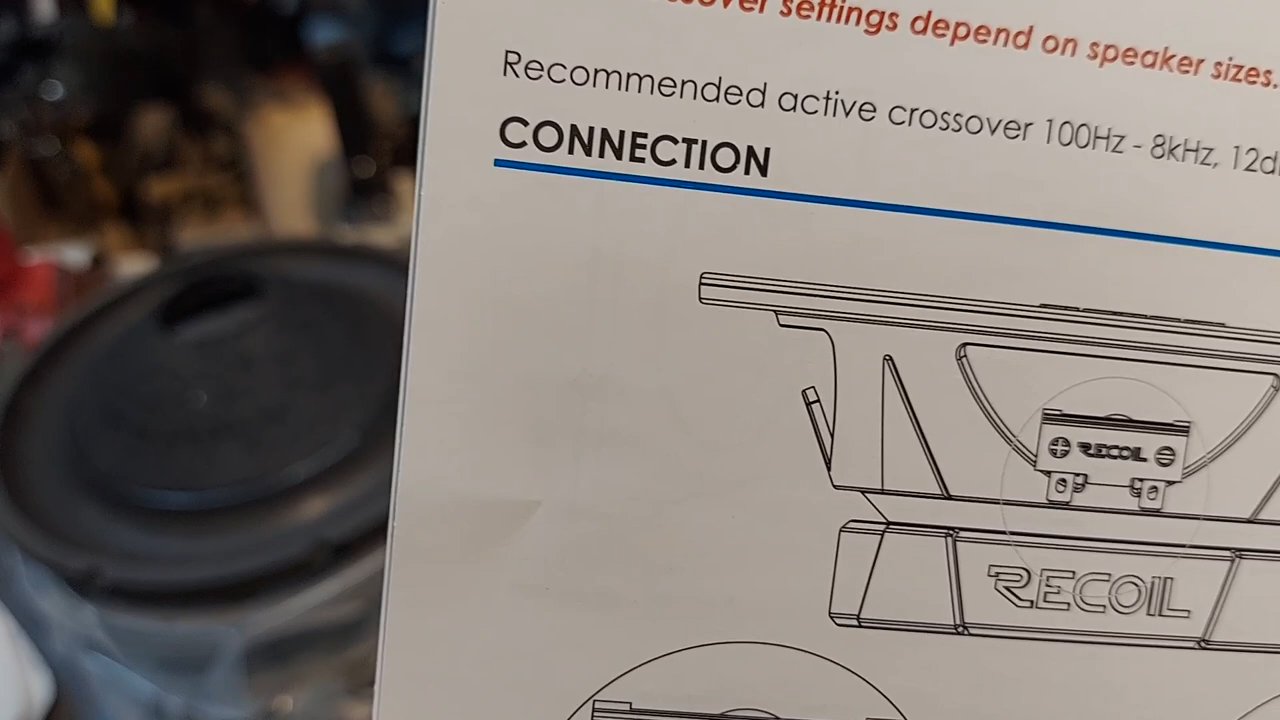 settings depend on speaker sizes.
Recommended active crossover 100Hz - 8kHz,
CONNECTION
RECOIL
RECOIL